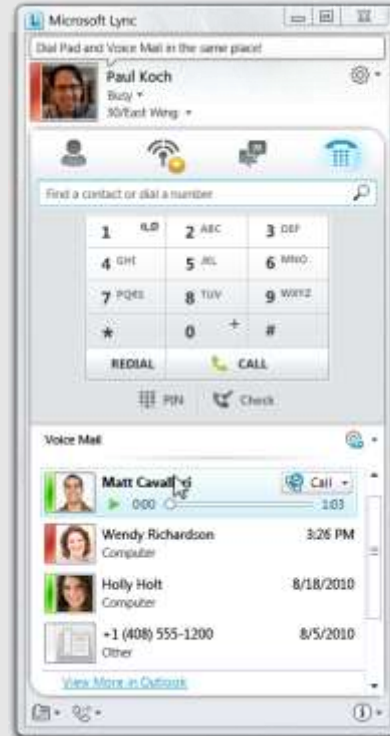 Microsoft Lync
Dial Pad and Voice Mail in the same place!
Paul Koch
Busy
30/East Wing
Find a contact or dial a number
1
2 ABC
3 DEF
4 GHI
5 JKL
6 MNO
7 PQRS
8 TUV
9 WXYZ
*
0 +
#
REDIAL
CALL
PIN
Check
Voice Mail
Matt
Call
0:00
1:03
Wendy Richardson
3:26 PM
Computer
Holly Holt
8/18/2010
Computer
+1 (408) 555-1200
8/5/2010
Other
View More in Outlook